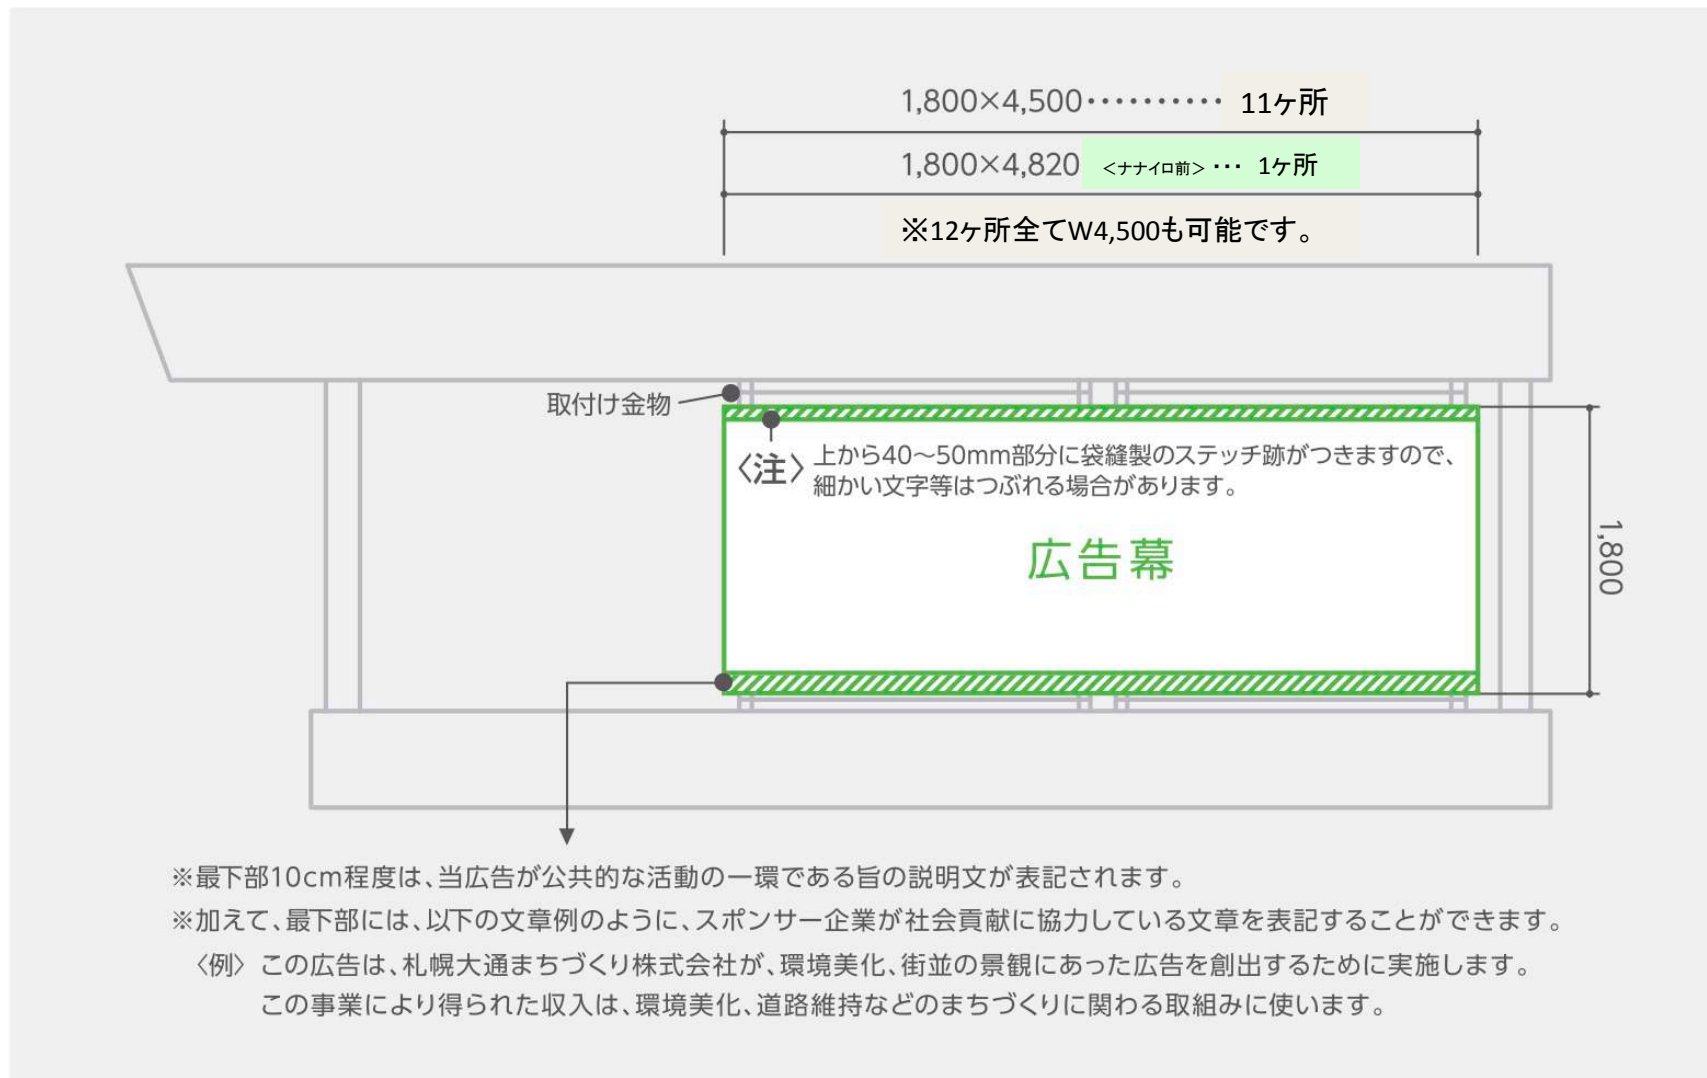 1,800×4,500・・・・・・・・・・ 11ヶ所
1,800×4,820 <ナナイロ前>・・・ 1ヶ所
※12ヶ所全てW4,500も可能です。
取付け金物
〈注〉
上から40〜50mm部分に袋縫製のステッチ跡がつきますので、
細かい文字等はつぶれる場合があります。
広告幕
1,800
※最下部10cm程度は、当広告が公共的な活動の一環である旨の説明文が表記されます。
※加えて、最下部には、以下の文章例のように、スポンサー企業が社会貢献に協力している文章を表記することができます。
〈例〉この広告は、札幌大通まちづくり株式会社が、環境美化、街並の景観にあった広告を創出するために実施します。
この事業により得られた収入は、環境美化、道路維持などのまちづくりに関わる取組みに使います。